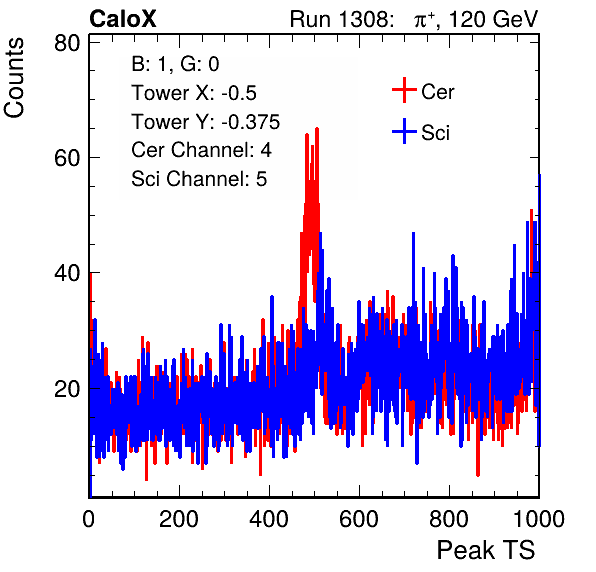 CaloX Run 1308: π+, 120 GeV
Counts
80
60
40
20
B: 1, G: 0
Tower X: -0.5
Tower Y: -0.375
Cer Channel: 4
Sci Channel: 5
Cer
Sci
0 200 400 600 800 1000
Peak TS